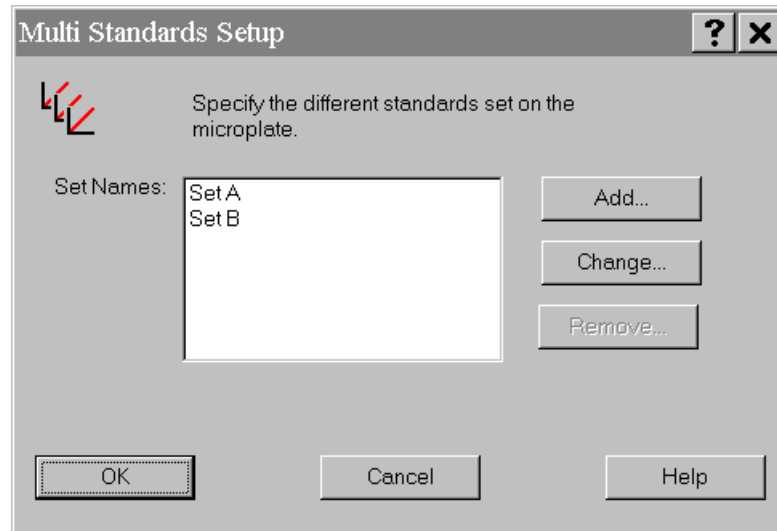 Multi Standards Setup
?
Specify the different standards set on the
microplate.
Set Names:
Set A
Set B
Add...
Change...
Remove...
OK
Cancel
Help